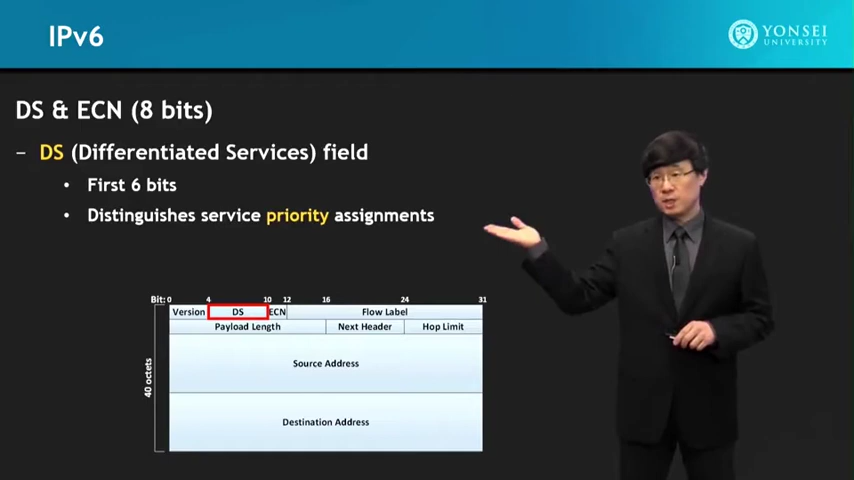 IPv6
YONSEI
UNIVERSITY
DS & ECN (8 bits)
– DS (Differentiated Services) field
• First 6 bits
• Distinguishes service priority assignments
Bit: 0 4 10 12 16 24 31
Version DS ECN Flow Label
Payload Length Next Header Hop Limit
40 octets
Source Address
Destination Address